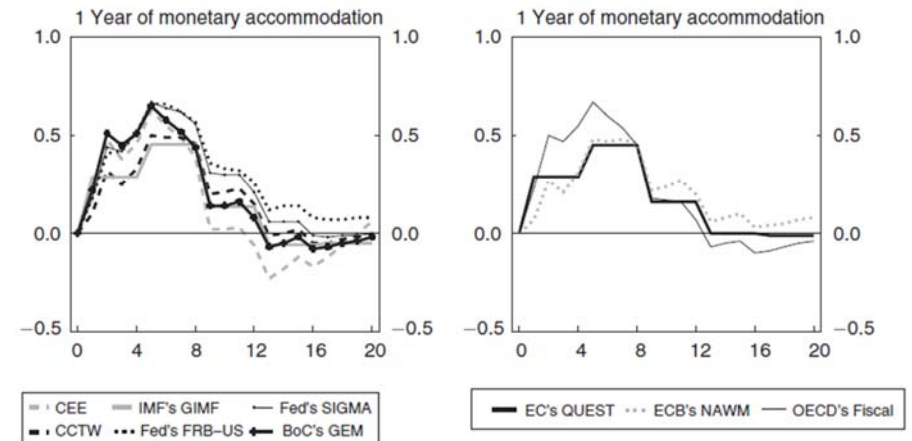 1 Year of monetary accommodation
1.0 1.0
0.5 0.5
0.0 0.0
−0.5 −0.5
0 4 8 12 16 20
CEE IMF's GIMF Fed's SIGMA
CCTW Fed's FRB–US BoC's GEM
1 Year of monetary accommodation
1.0 1.0
0.5 0.5
0.0 0.0
−0.5 −0.5
0 4 8 12 16 20
EC's QUEST ECB's NAWM OECD's Fiscal